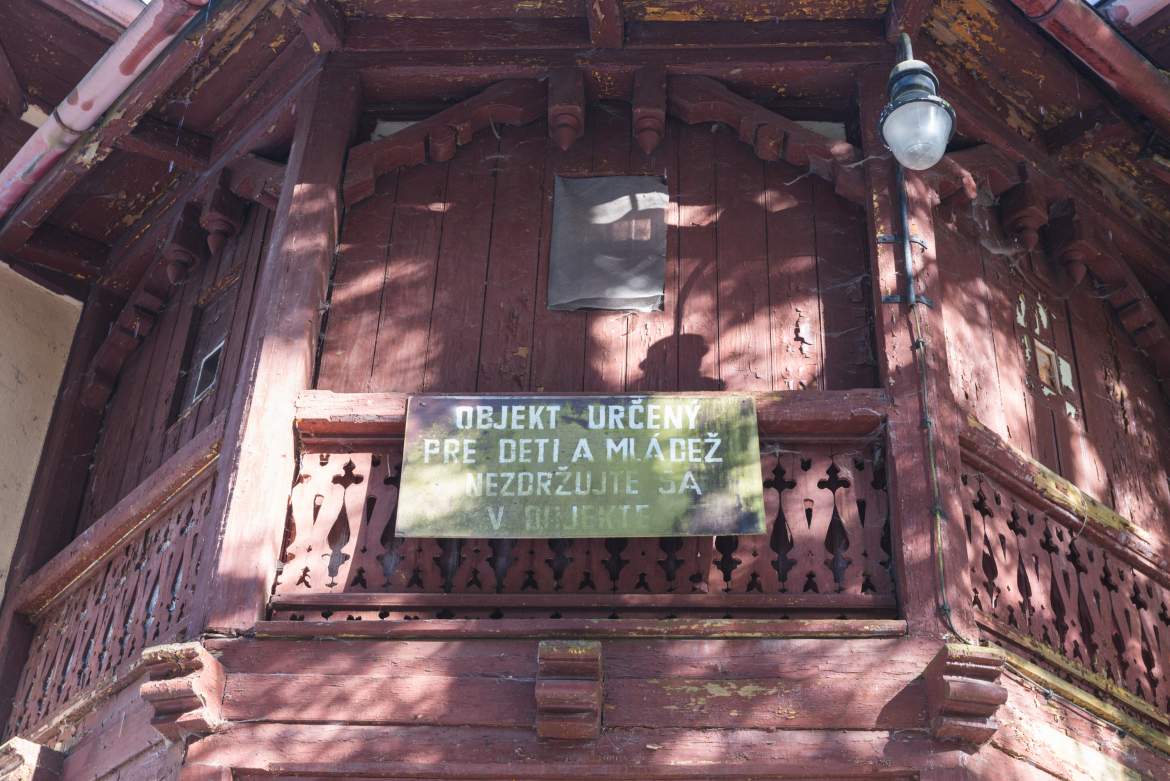 OBJEKT URČENÝ
PRE DETI A MLÁDEŽ
NEZDRŽUJTE SA
V OBJEKTE